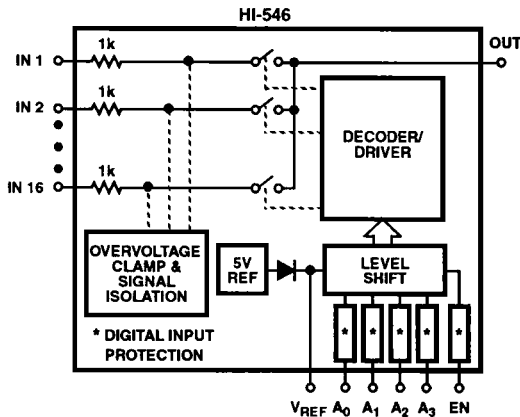 HI-546
OUT
IN 1
1k
IN 2
1k
IN 16
1k
DECODER/
DRIVER
OVERVOLTAGE
CLAMP &
SIGNAL
ISOLATION
5V
REF
LEVEL
SHIFT
* DIGITAL INPUT
PROTECTION
* * * * *
VREF A0 A1 A2 A3 EN